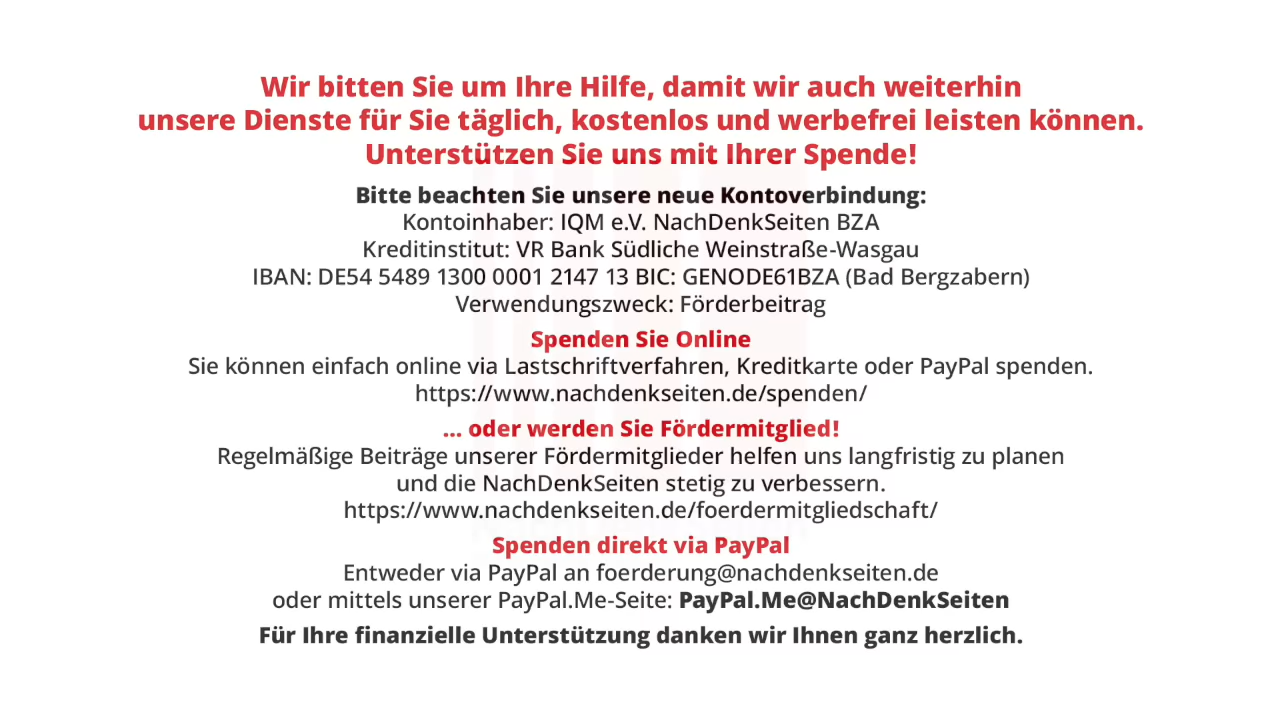 Wir bitten Sie um Ihre Hilfe, damit wir auch weiterhin
unsere Dienste für Sie täglich, kostenlos und werbefrei leisten können.
Unterstützen Sie uns mit Ihrer Spende!
Bitte beachten Sie unsere neue Kontoverbindung:
Kontoinhaber: IQM e.V. NachDenkSeiten BZA
Kreditinstitut: VR Bank Südliche Weinstraße-Wasgau
IBAN: DE54 5489 1300 0001 2147 13 BIC: GENODE61BZA (Bad Bergzabern)
Verwendungszweck: Förderbeitrag
Spenden Sie Online
Sie können einfach online via Lastschriftverfahren, Kreditkarte oder PayPal spenden.
https://www.nachdenkseiten.de/spenden/
... oder werden Sie Fördermitglied!
Regelmäßige Beiträge unserer Fördermitglieder helfen uns langfristig zu planen
und die NachDenkSeiten stetig zu verbessern.
https://www.nachdenkseiten.de/foerdermitgliedschaft/
Spenden direkt via PayPal
Entweder via PayPal an foerderung@nachdenkseiten.de
oder mittels unserer PayPal.Me-Seite: PayPal.Me@NachDenkSeiten
Für Ihre finanzielle Unterstützung danken wir Ihnen ganz herzlich.